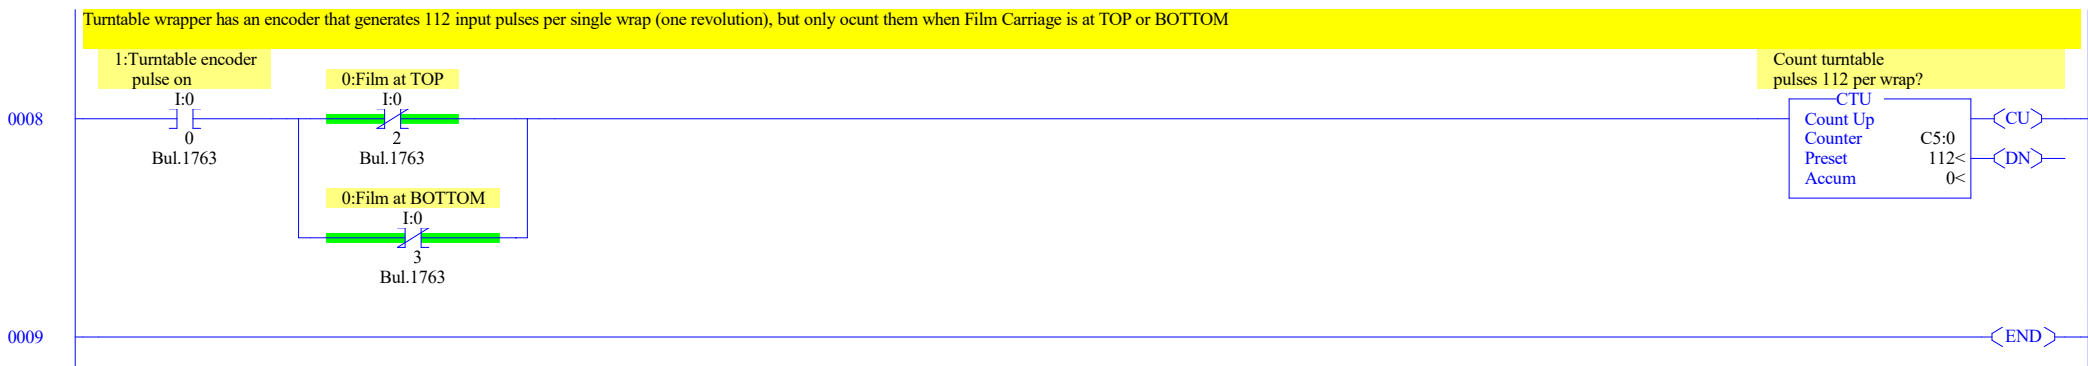 Turntable wrapper has an encoder that generates 112 input pulses per single wrap (one revolution), but only ocunt them when Film Carriage is at TOP or BOTTOM
1:Turntable encoder
pulse on
I:0
0
Bul.1763
0:Film at TOP
I:0
2
Bul.1763
0:Film at BOTTOM
I:0
3
Bul.1763
Count turntable
pulses 112 per wrap?
CTU
Count Up
Counter C5:0
Preset 112<
Accum 0<
CU
DN
0008
0009
END